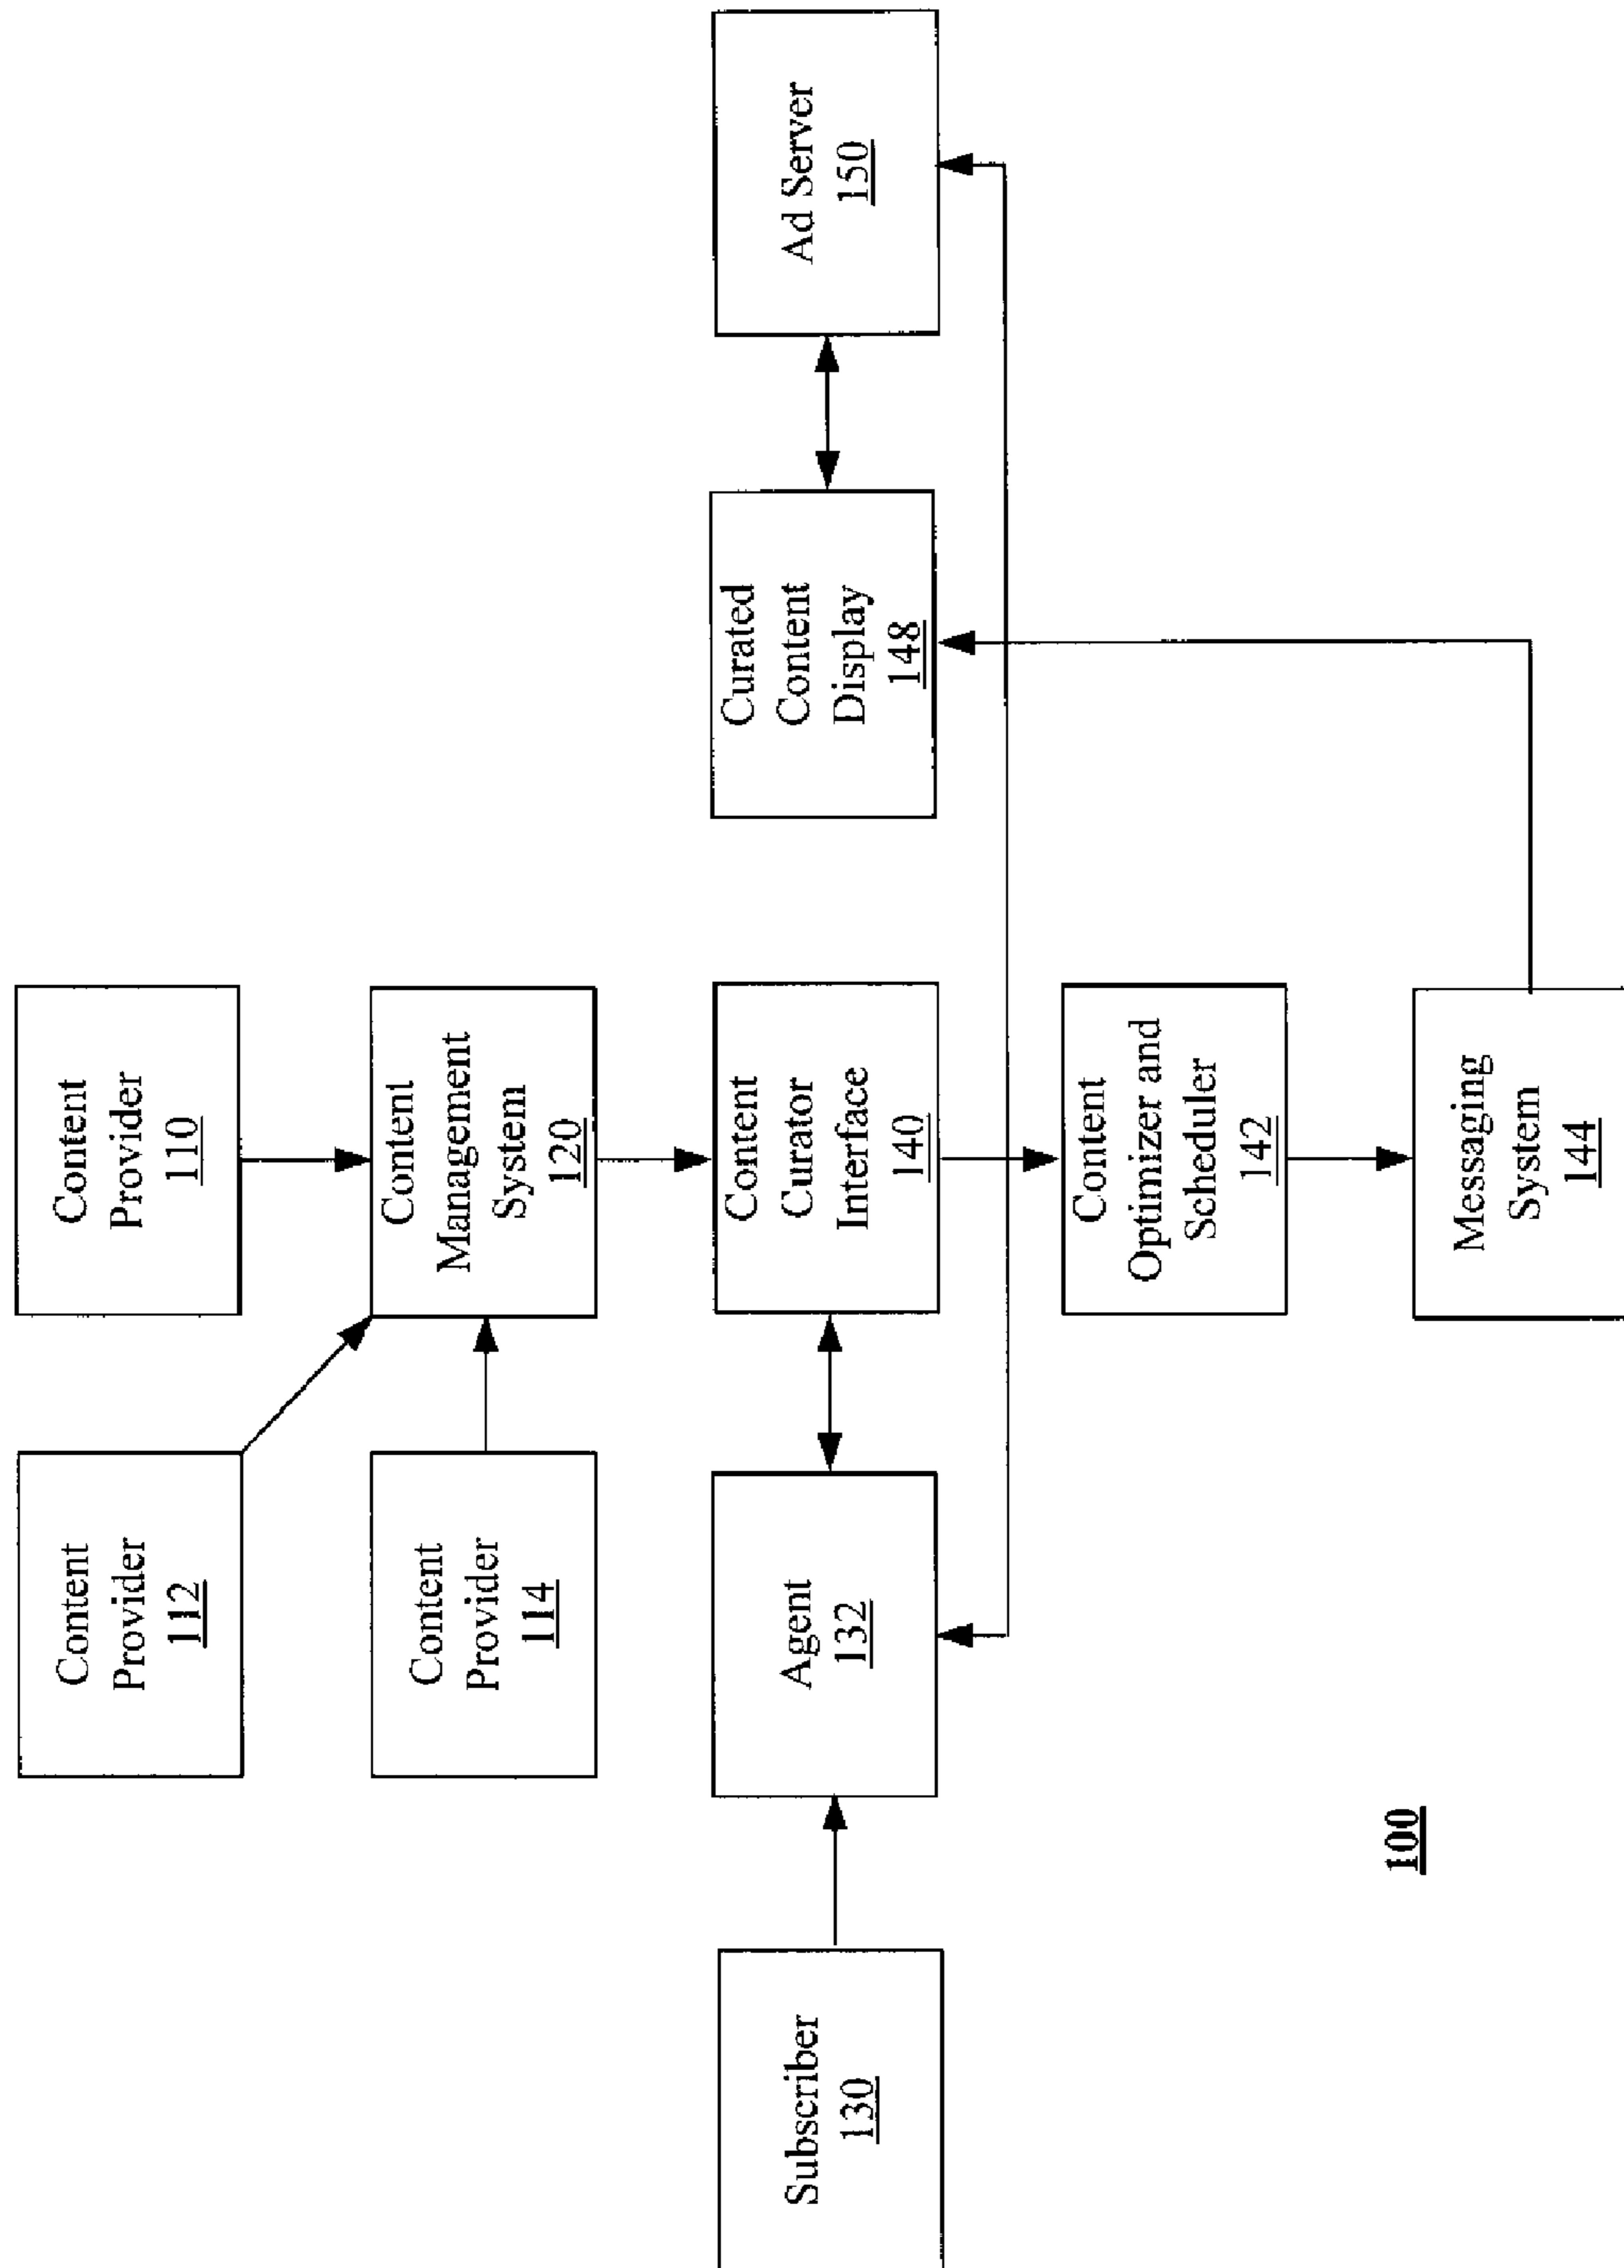 Content
Provider
112
Content
Provider
110
Content
Provider
114
Content
Management
System
120
Subscriber
130
Agent
132
Content
Curator
Interface
140
Curated
Content
Display
148
Ad Server
150
Content
Optimizer and
Scheduler
142
Messaging
System
144
100